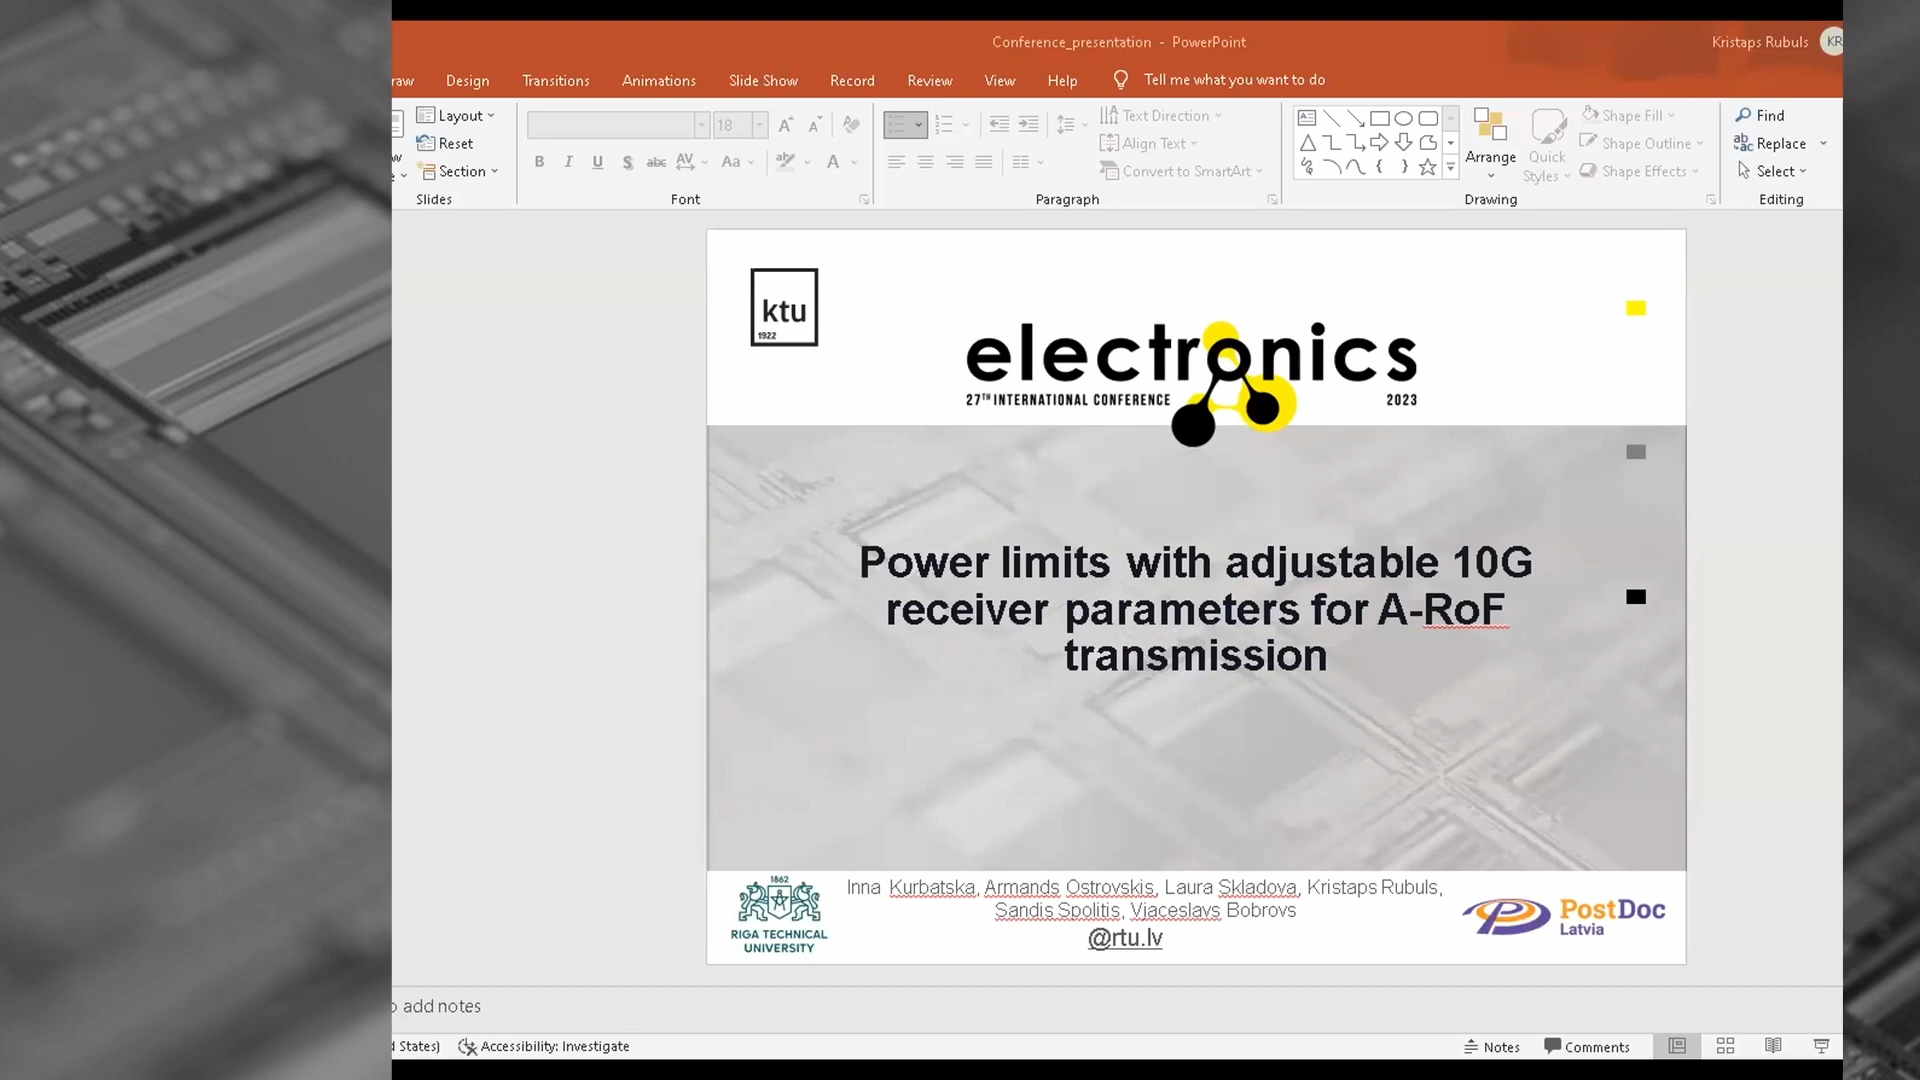 Conference_presentation - PowerPoint
Kristaps Rubuls KR
raw Design Transitions Animations Slide Show Record Review View Help Tell me what you want to do
Layout
Reset
Section
Slides
18
B I U S abc AV Aa A
Font
Text Direction
Align Text
Convert to SmartArt
Paragraph
Arrange
Quick Styles
Shape Fill
Shape Outline
Shape Effects
Drawing
Find
Replace
Select
Editing
ktu
1922
electronics
27TH INTERNATIONAL CONFERENCE 2023
Power limits with adjustable 10G
receiver parameters for A-RoF
transmission
1862
RIGA TECHNICAL
UNIVERSITY
Inna Kurbatska, Armands Ostrovskis, Laura Skladova, Kristaps Rubuls,
Sandis Spolitis, Viaceslavs Bobrovs
@rtu.lv
PostDoc
Latvia
o add notes
d States) Accessibility: Investigate Notes Comments